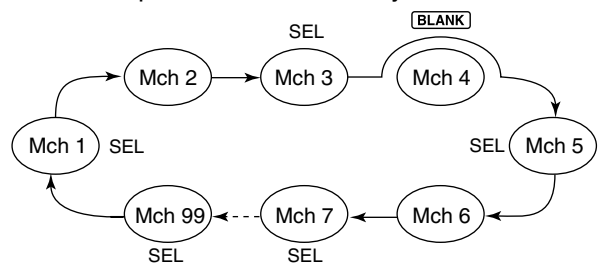 BLANK
SEL
Mch 2
Mch 3
Mch 4
Mch 1
SEL
SEL
Mch 5
Mch 99
Mch 7
Mch 6
SEL
SEL